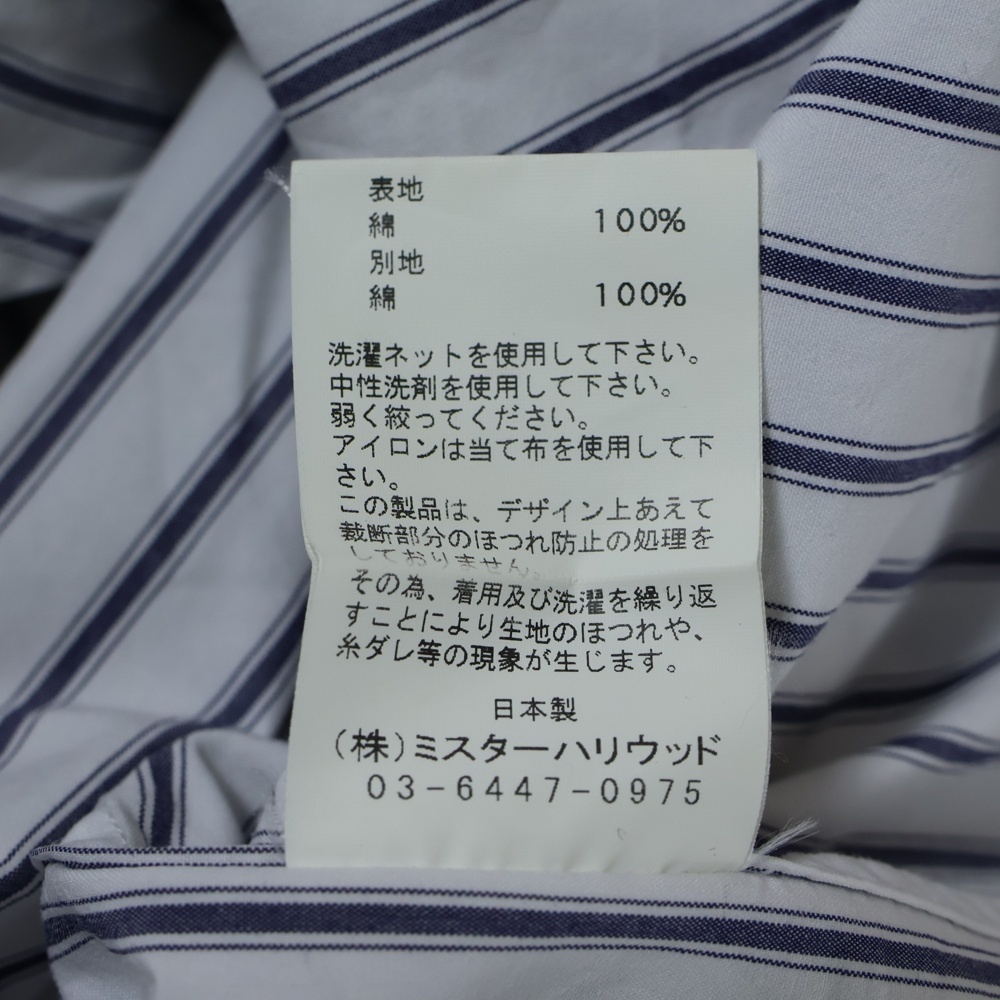 表地
綿 100%
別地
綿 100%
洗濯ネットを使用して下さい。
中性洗剤を使用して下さい。
弱く絞ってください。
アイロンは当て布を使用して下
さい。
この製品は、デザイン上あえて
裁断部分のほつれ防止の処理を
しておりません。
その為、着用及び洗濯を繰り返
すことにより生地のほつれや、
糸ダレ等の現象が生じます。
日本製
(株)ミスターハリウッド
03-6447-0975